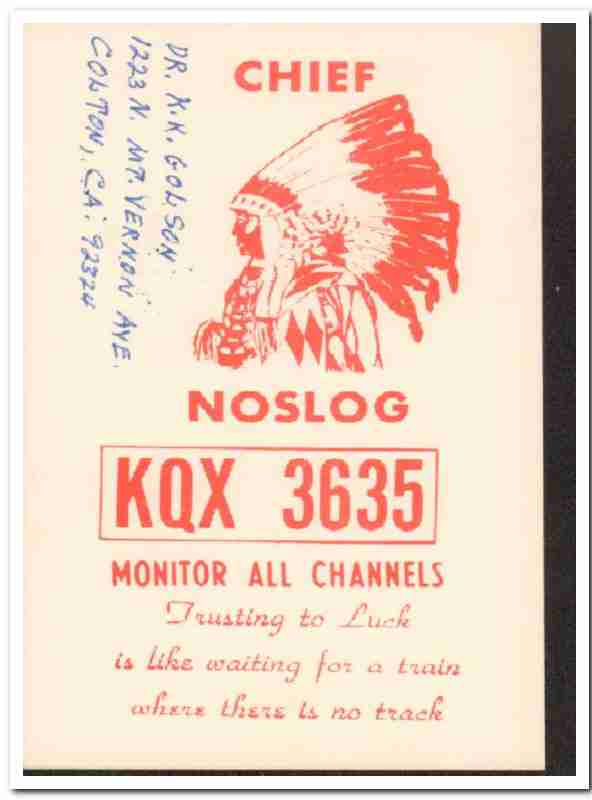 DR. K.K. GOLSON
1223 N. MT. VERNON AVE.
COLTON, CA. 92324
CHIEF
NOSLOG
KQX 3635
MONITOR ALL CHANNELS
Trusting to Luck
is like waiting for a train
where there is no track